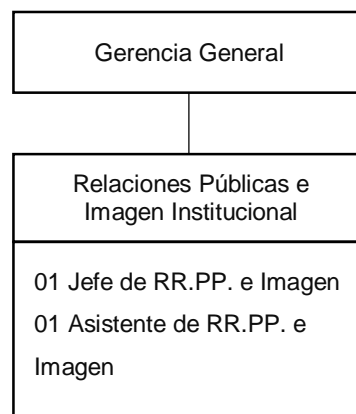 Gerencia General
Relaciones Públicas e
Imagen Institucional
01 Jefe de RR.PP. e Imagen
01 Asistente de RR.PP. e
Imagen